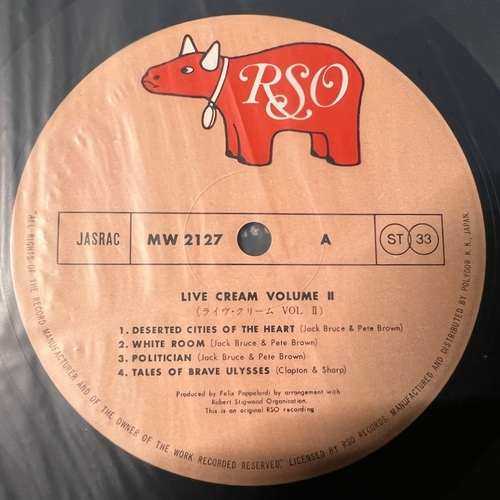 RSO
JASRAC
MW 2127
A
ST 33
LIVE CREAM VOLUME II
(ライヴ・クリーム VOL. II)
1. DESERTED CITIES OF THE HEART (Jack Bruce & Pete Brown)
2. WHITE ROOM (Jack Bruce & Pete Brown)
3. POLITICIAN (Jack Bruce & Pete Brown)
4. TALES OF BRAVE ULYSSES (Clapton & Sharp)
Produced by Felix Pappalardi by arrangement with
Robert Stigwood Organisation.
This is an original RSO recording
"ALL RIGHTS OF THE RECORD MANUFACTURER AND OF THE OWNER OF THE WORK RECORDED RESERVED." LICENSED BY RSO RECORDS, MANUFACTURED AND DISTRIBUTED BY POLYDOR K. K., JAPAN.